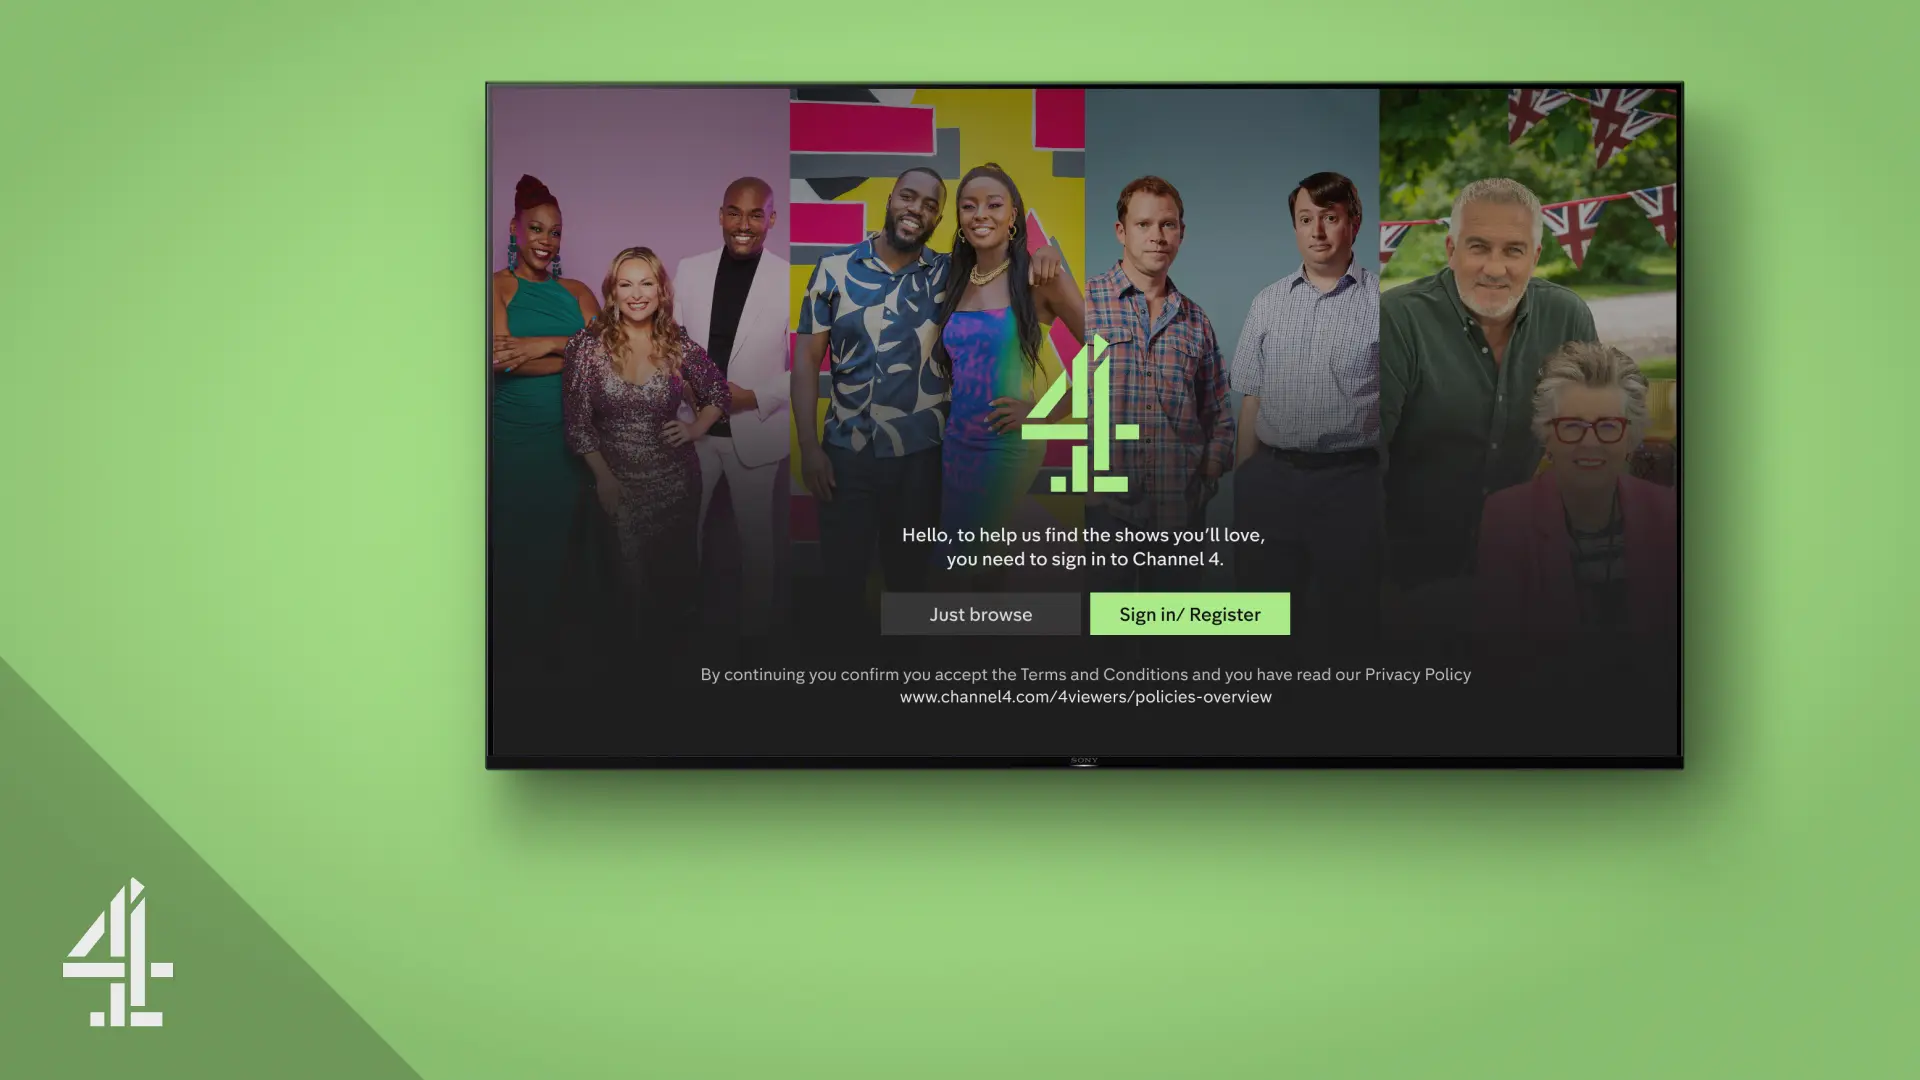 Hello, to help us find the shows you'll love,
you need to sign in to Channel 4.
Just browse
Sign in/ Register
By continuing you confirm you accept the Terms and Conditions and you have read our Privacy Policy
www.channel4.com/4viewers/policies-overview
SONY